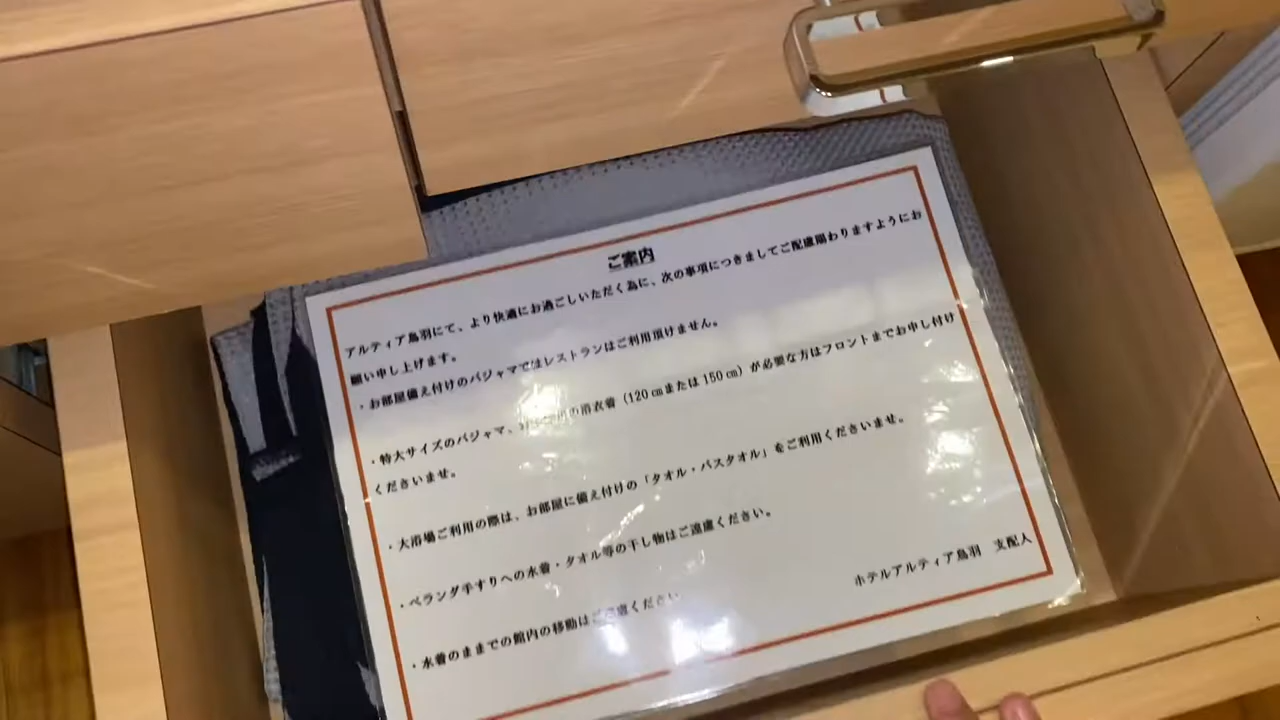 ご案内
アルティア鳥羽にて、より快適にお過ごしいただく為に、次の事項につきましてご配慮賜わりますようにお
願い申し上げます。
・お部屋備え付けのパジャマではレストランはご利用頂けません。
・特大サイズのパジャマ、の浴衣着（120㎝または150㎝）が必要な方はフロントまでお申し付け
くださいませ。
・大浴場ご利用の際は、お部屋に備え付けの「タオル・バスタオル」をご利用くださいませ。
・ベランダ手すりへの水着・タオル等の干し物はご遠慮ください。
・水着のままでの館内の移動はご遠慮ください
ホテルアルティア鳥羽　支配人